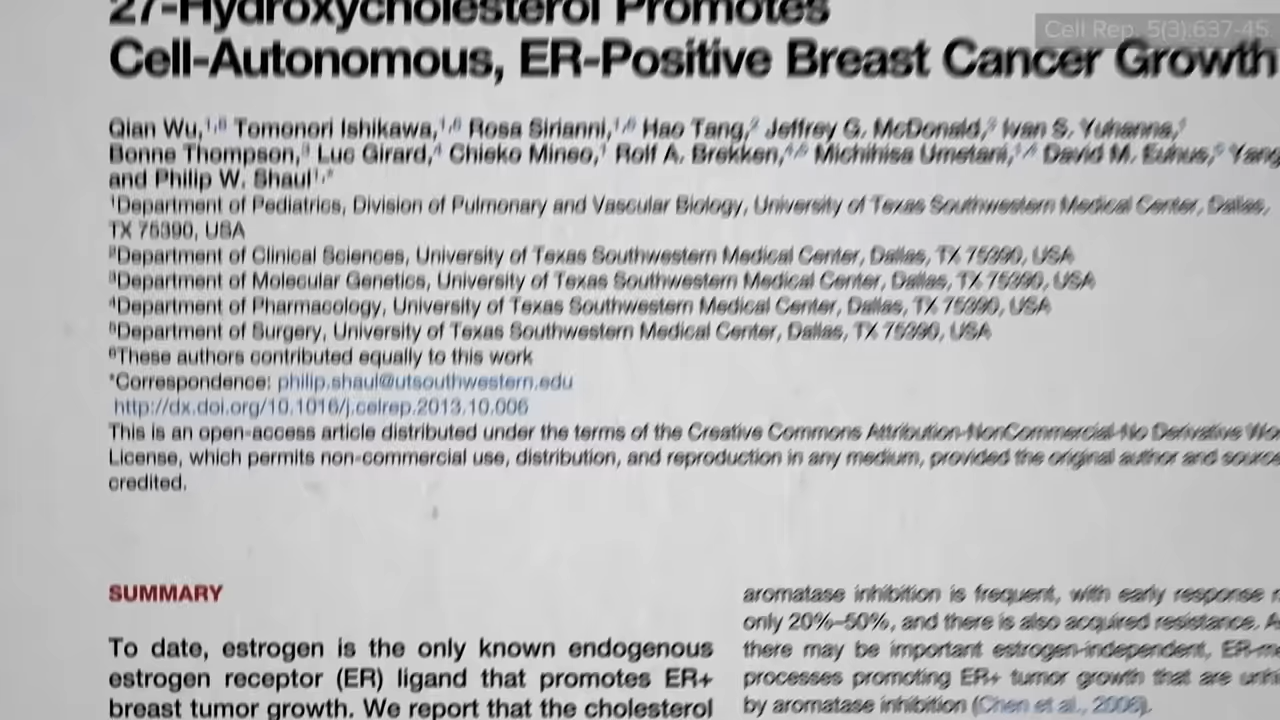 27-Hydroxycholesterol Promotes
Cell Rep. 5(3).637-45
Cell-Autonomous, ER-Positive Breast Cancer Growth
Qian Wu,1,6 Tomonori Ishikawa,1,6 Rosa Sirianni,1,6 Hao Tang,2 Jeffrey G. McDonald,3 Ivan S. Yuhanna,1
Bonne Thompson,3 Luc Girard,4 Chieko Mineo,1 Rolf A. Brekken,4,5 Michihisa Umetani,1,4 David M. Euhus,5 Yang
and Philip W. Shaul1,*
1Department of Pediatrics, Division of Pulmonary and Vascular Biology, University of Texas Southwestern Medical Center, Dallas,
TX 75390, USA
2Department of Clinical Sciences, University of Texas Southwestern Medical Center, Dallas, TX 75390, USA
3Department of Molecular Genetics, University of Texas Southwestern Medical Center, Dallas, TX 75390, USA
4Department of Pharmacology, University of Texas Southwestern Medical Center, Dallas, TX 75390, USA
5Department of Surgery, University of Texas Southwestern Medical Center, Dallas, TX 75390, USA
6These authors contributed equally to this work
*Correspondence: philip.shaul@utsouthwestern.edu
http://dx.doi.org/10.1016/j.celrep.2013.10.006
This is an open-access article distributed under the terms of the Creative Commons Attribution-NonCommercial-No Derivative Wo
License, which permits non-commercial use, distribution, and reproduction in any medium, provided the original author and source
credited.
SUMMARY
To date, estrogen is the only known endogenous
estrogen receptor (ER) ligand that promotes ER+
breast tumor growth. We report that the cholesterol
aromatase inhibition is frequent, with early response
only 20%–50%, and there is also acquired resistance.
there may be important estrogen-independent, ER-m
processes promoting ER+ tumor growth that are
by aromatase inhibition (Chen et al., 2006).